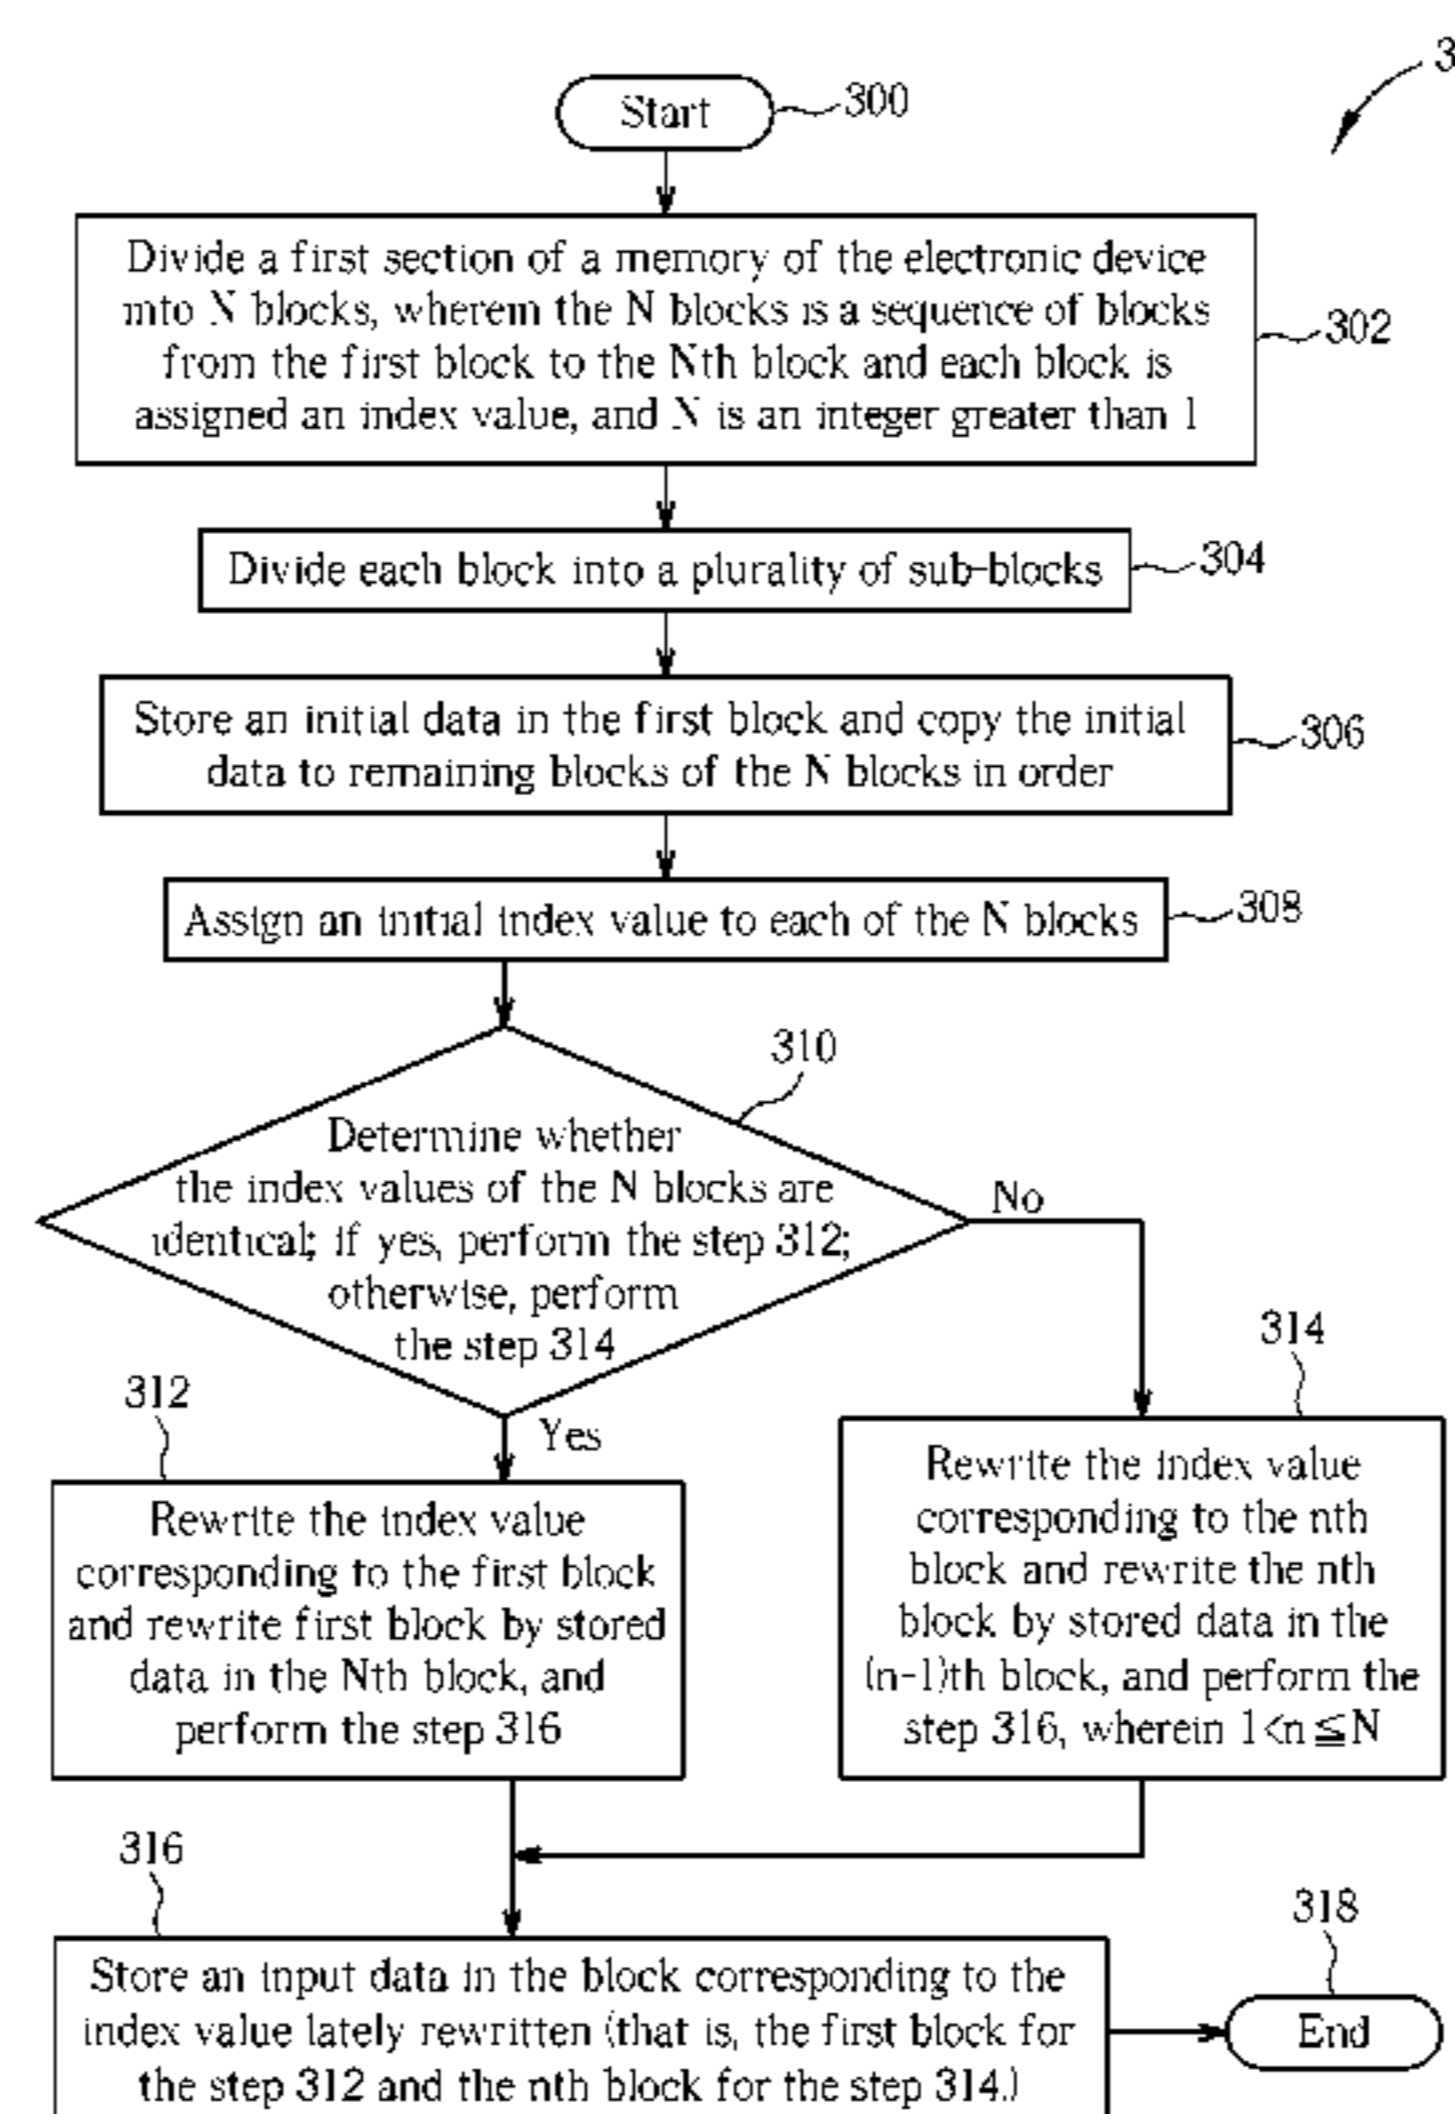 3
Start
300
Divide a first section of a memory of the electronic device
into N blocks, wherein the N blocks is a sequence of blocks
from the first block to the Nth block and each block is
assigned an index value, and N is an integer greater than 1
302
Divide each block into a plurality of sub-blocks
304
Store an initial data in the first block and copy the initial
data to remaining blocks of the N blocks in order
306
Assign an initial index value to each of the N blocks
308
310
Determine whether
the index values of the N blocks are
identical; if yes, perform the step 312;
otherwise, perform
the step 314
No
Yes
312
Rewrite the index value
corresponding to the first block
and rewrite first block by stored
data in the Nth block, and
perform the step 316
314
Rewrite the index value
corresponding to the nth
block and rewrite the nth
block by stored data in the
(n-1)th block, and perform the
step 316, wherein 1<n≦N
316
Store an input data in the block corresponding to the
index value lately rewritten (that is, the first block for
the step 312 and the nth block for the step 314.)
318
End